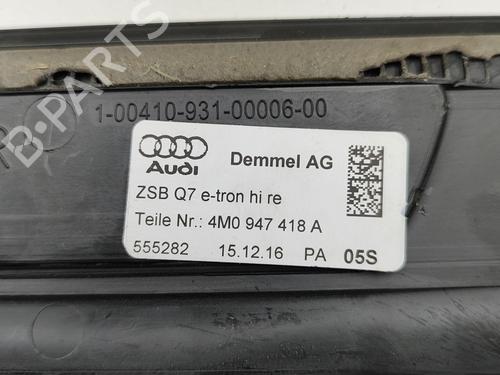 B-PARTS
1-00410-931-00006-00
Audi
Demmel AG
ZSB Q7 e-tron hi re
Teile Nr.: 4M0 947 418 A
555282 15.12.16 PA 05S